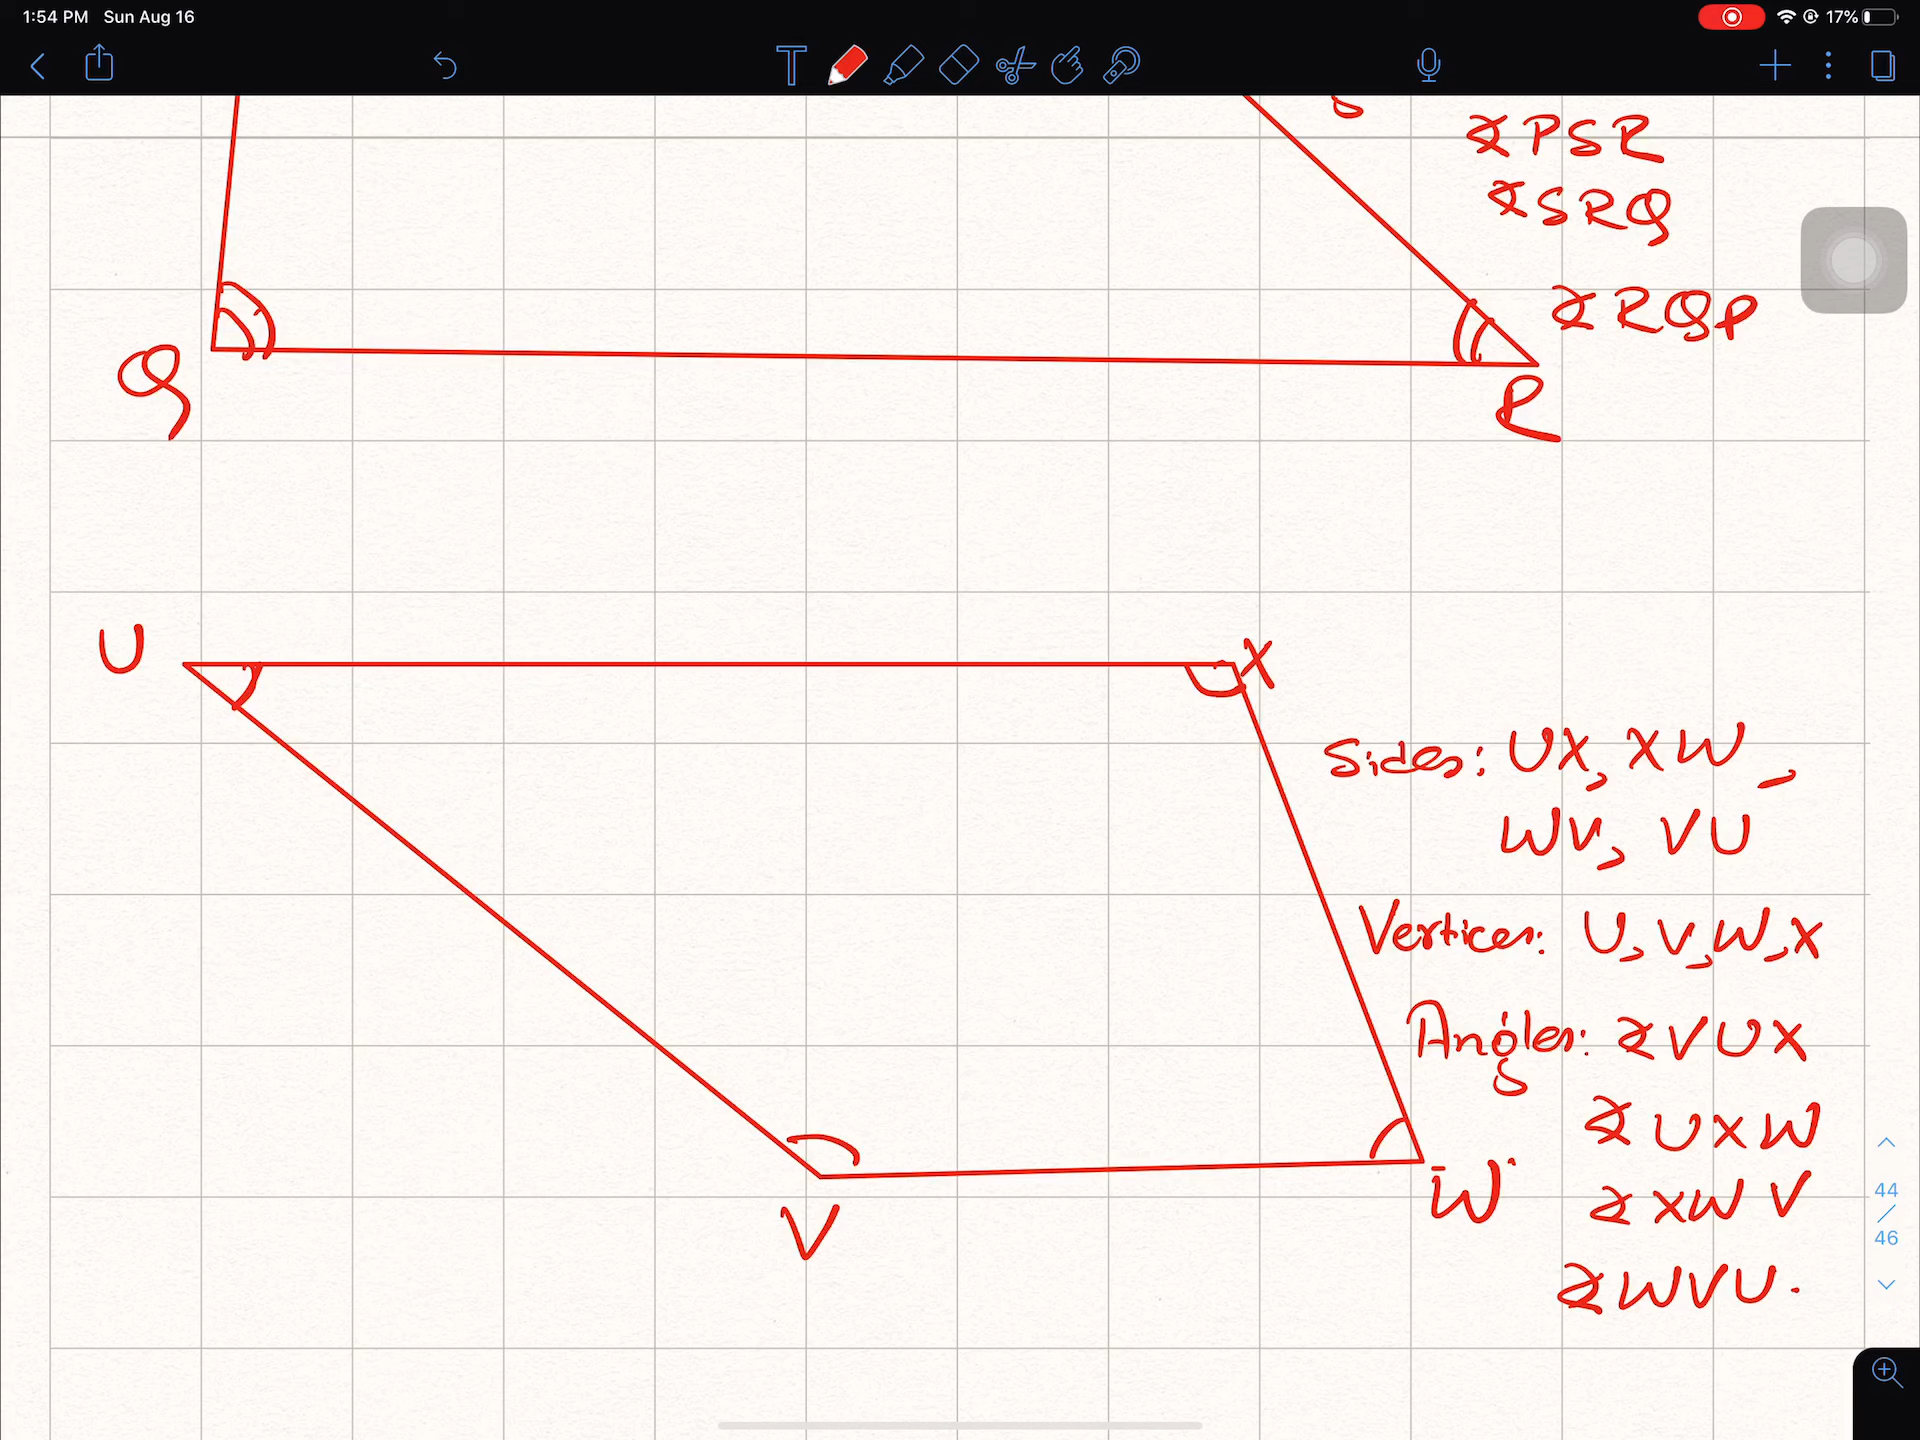 1:54 PM Sun Aug 16
17%
T
∡PSR
∡SRQ
∡RQP
Q
R
U
X
Sides: UX, XW,
WV, VU
Vertices: U, V, W, X
Angles: ∡VUX
∡UXW
∡XWV
∡WVU.
V
W
44
/
46